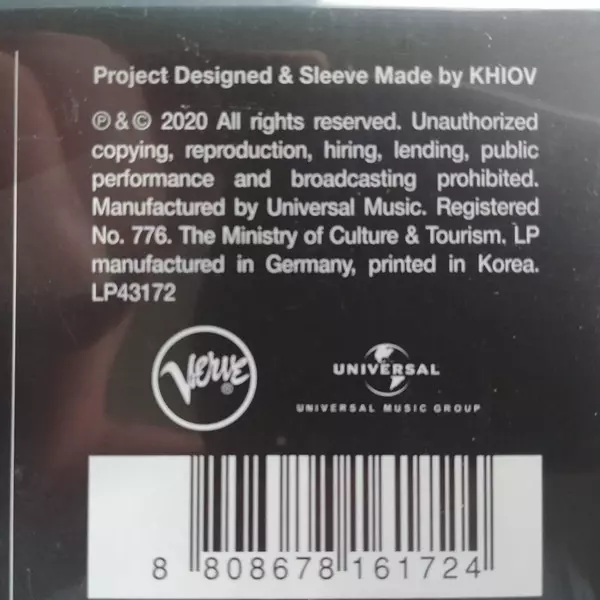 Project Designed & Sleeve Made by KHIOV
℗ & © 2020 All rights reserved. Unauthorized
copying, reproduction, hiring, lending, public
performance and broadcasting prohibited.
Manufactured by Universal Music. Registered
No. 776. The Ministry of Culture & Tourism. LP
manufactured in Germany, printed in Korea.
LP43172
Verve®
UNIVERSAL
UNIVERSAL MUSIC GROUP
8 808678 161724